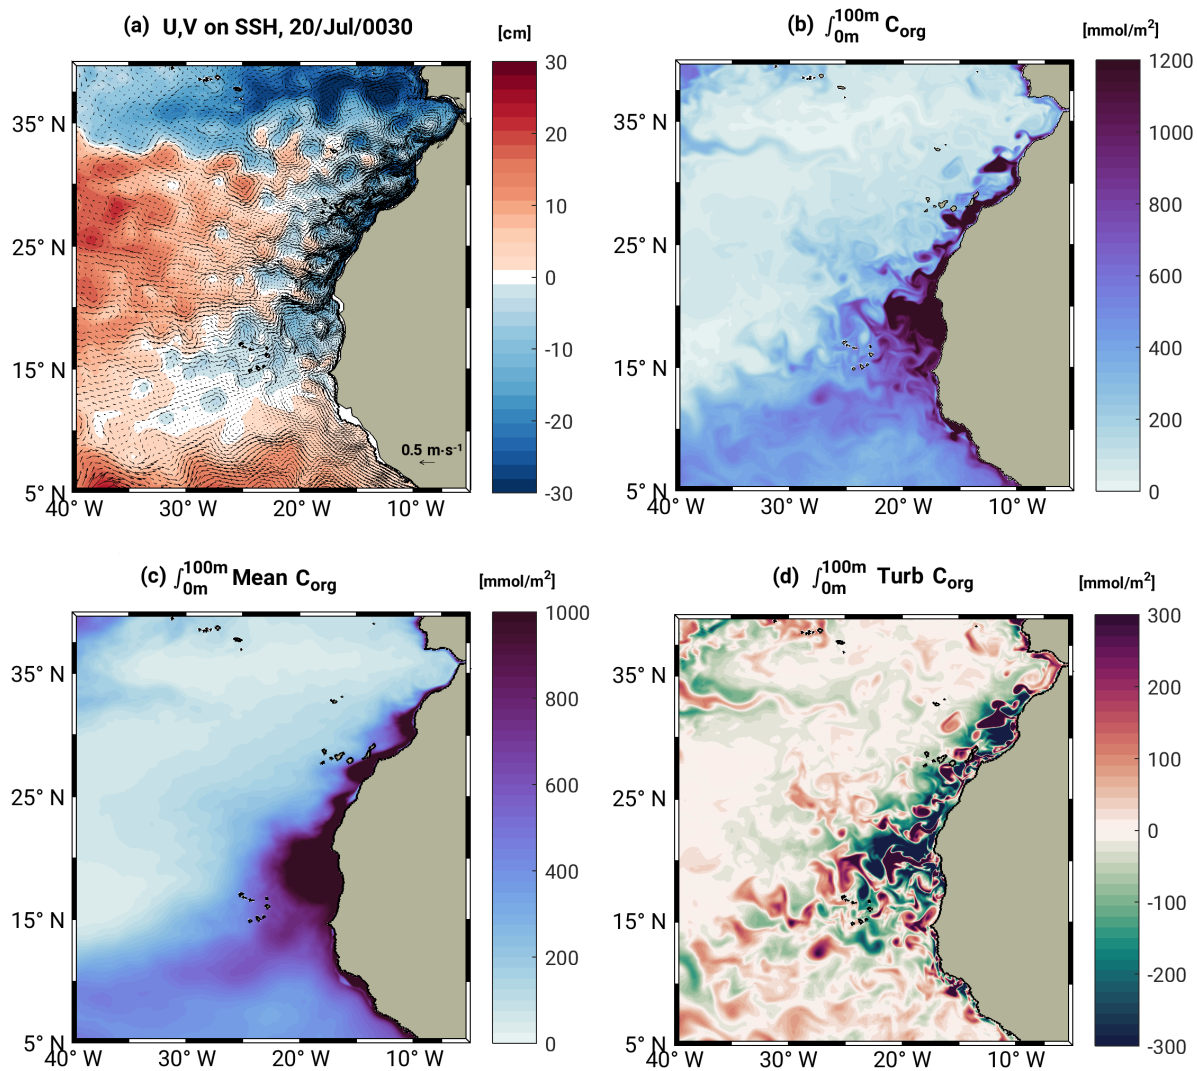 (a) U,V on SSH, 20/Jul/0030
[cm]
30
20
10
0
-10
-20
-30
35° N
25° N
15° N
5° N
40° W
30° W
20° W
10° W
0.5 m·s⁻¹
(b) ∫0m100m Corg
[mmol/m²]
1200
1000
800
600
400
200
0
35° N
25° N
15° N
5° N
40° W
30° W
20° W
10° W
(c) ∫0m100m Mean Corg
[mmol/m²]
1000
800
600
400
200
0
35° N
25° N
15° N
5° N
40° W
30° W
20° W
10° W
(d) ∫0m100m Turb Corg
[mmol/m²]
300
200
100
0
-100
-200
-300
35° N
25° N
15° N
5° N
40° W
30° W
20° W
10° W